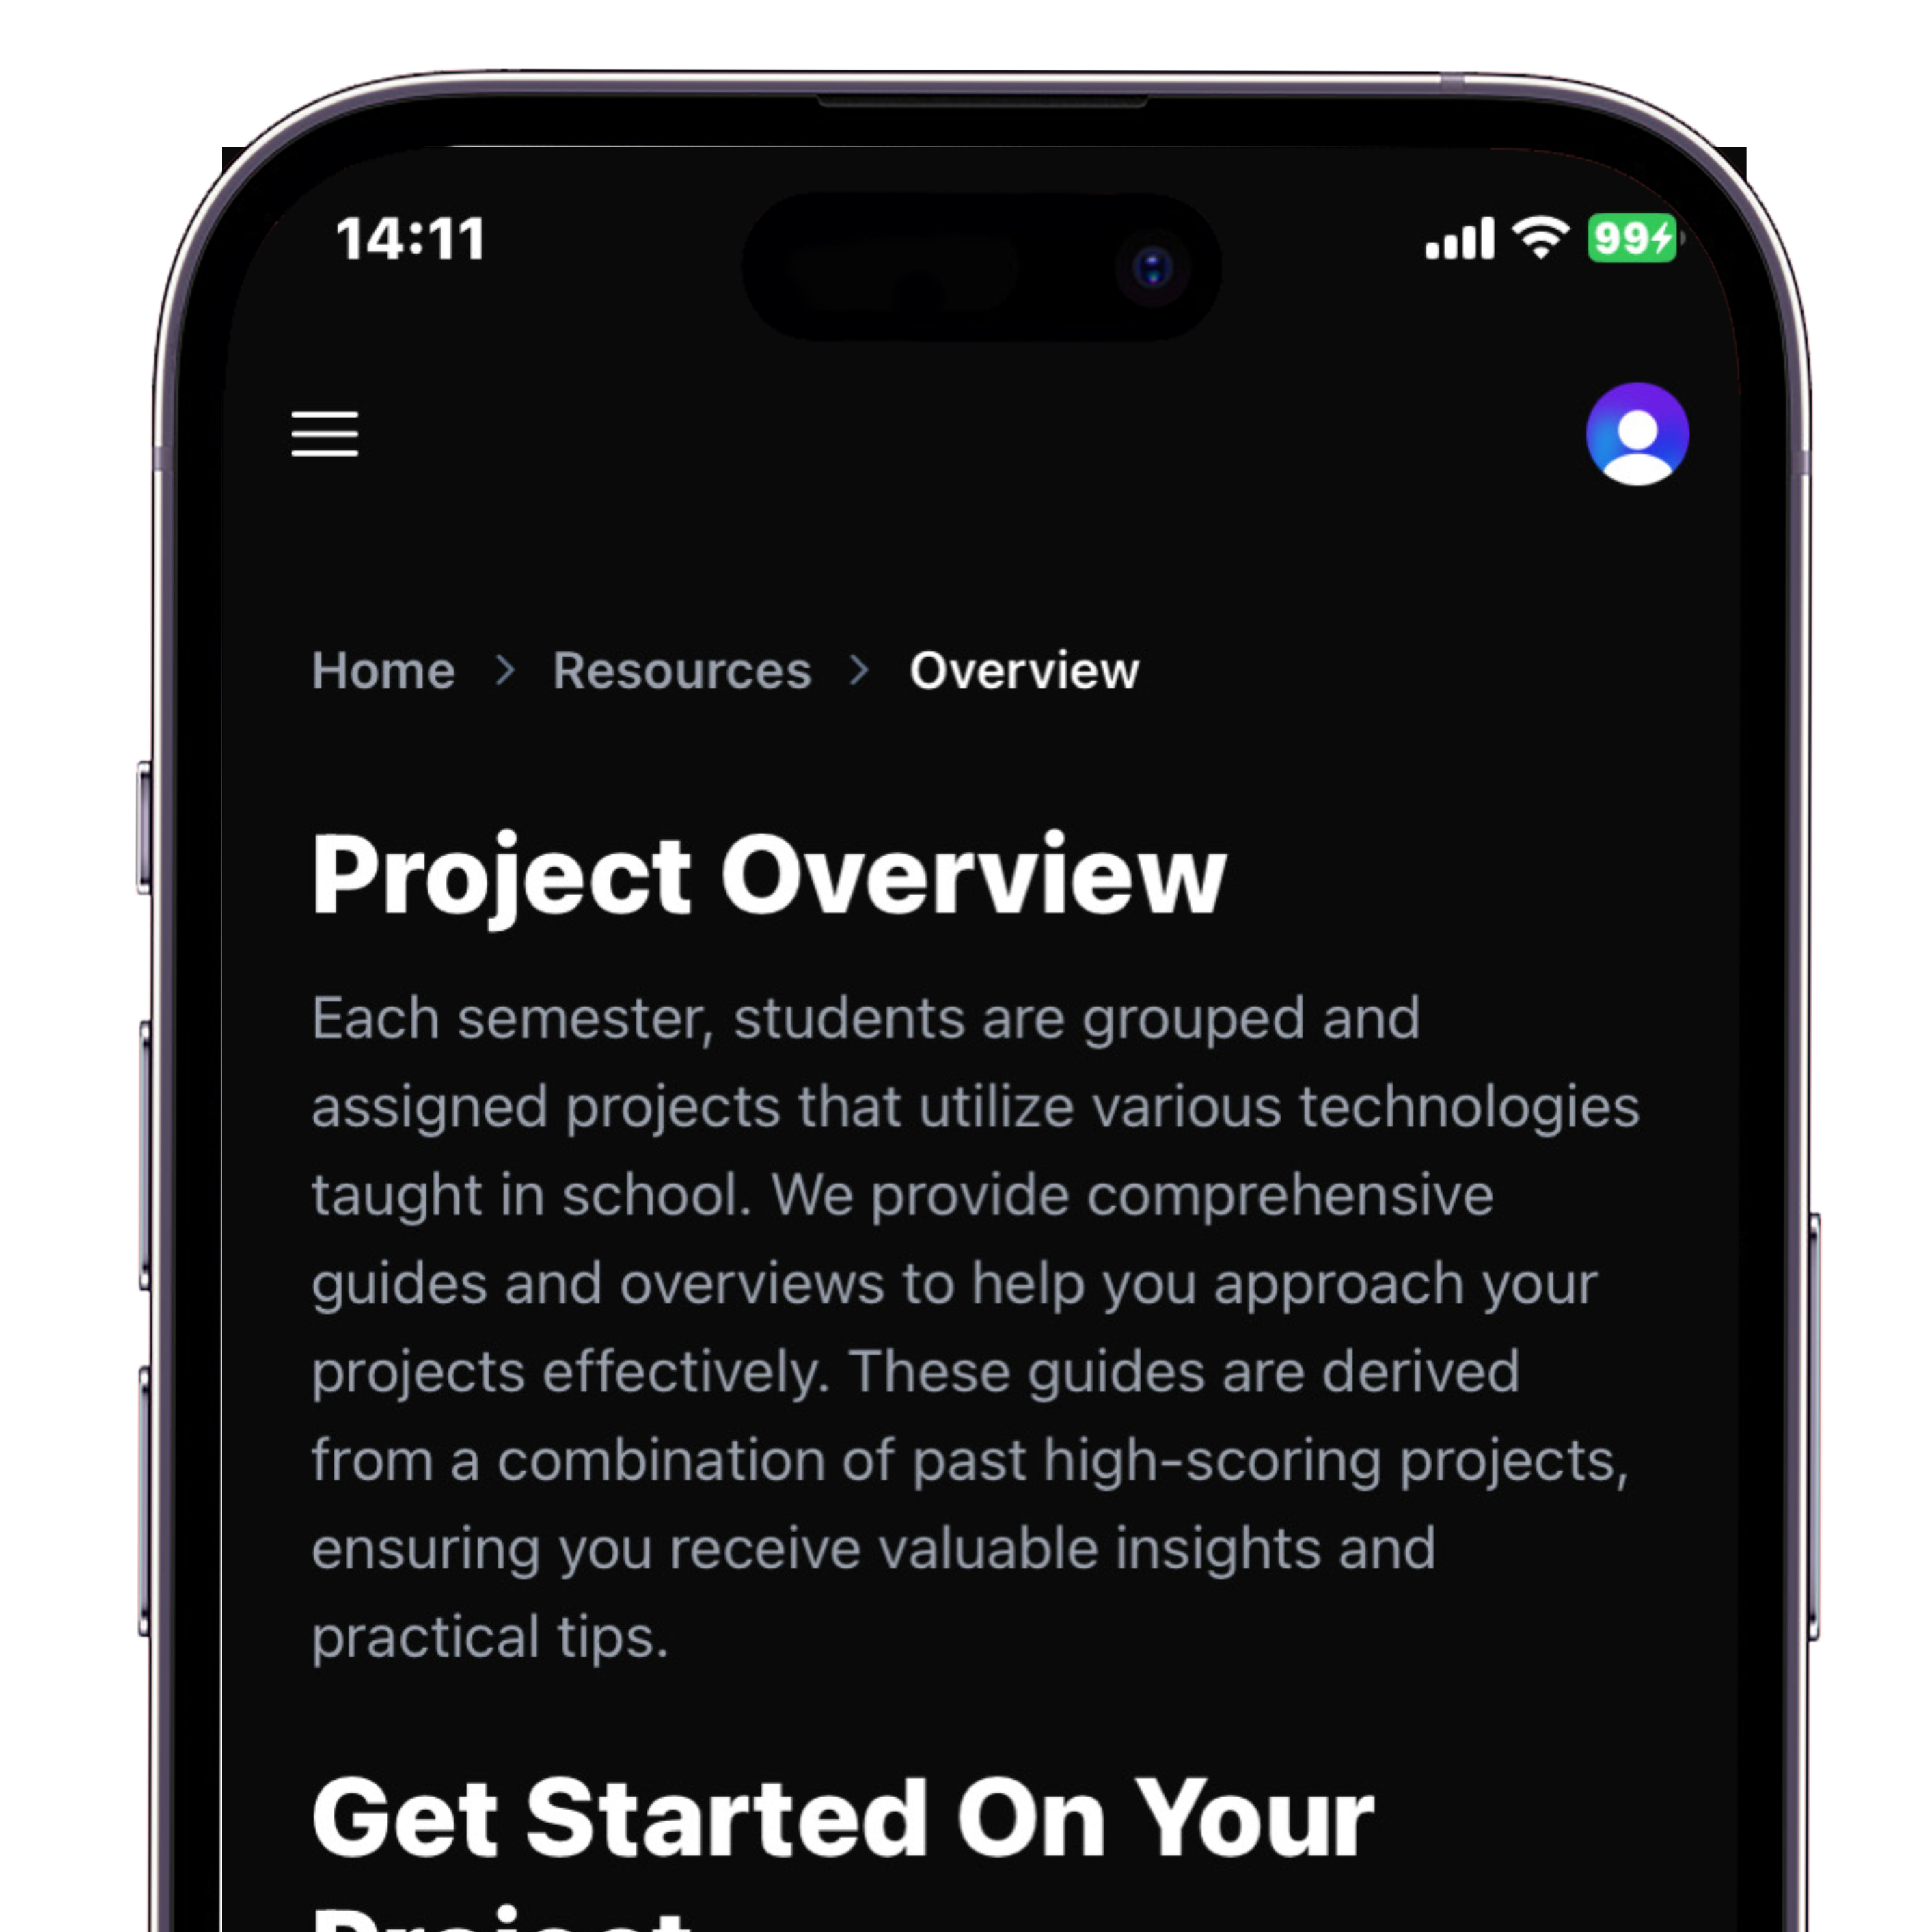 14:11
99
Home > Resources > Overview
Project Overview
Each semester, students are grouped and
assigned projects that utilize various technologies
taught in school. We provide comprehensive
guides and overviews to help you approach your
projects effectively. These guides are derived
from a combination of past high-scoring projects,
ensuring you receive valuable insights and
practical tips.
Get Started On Your
Project